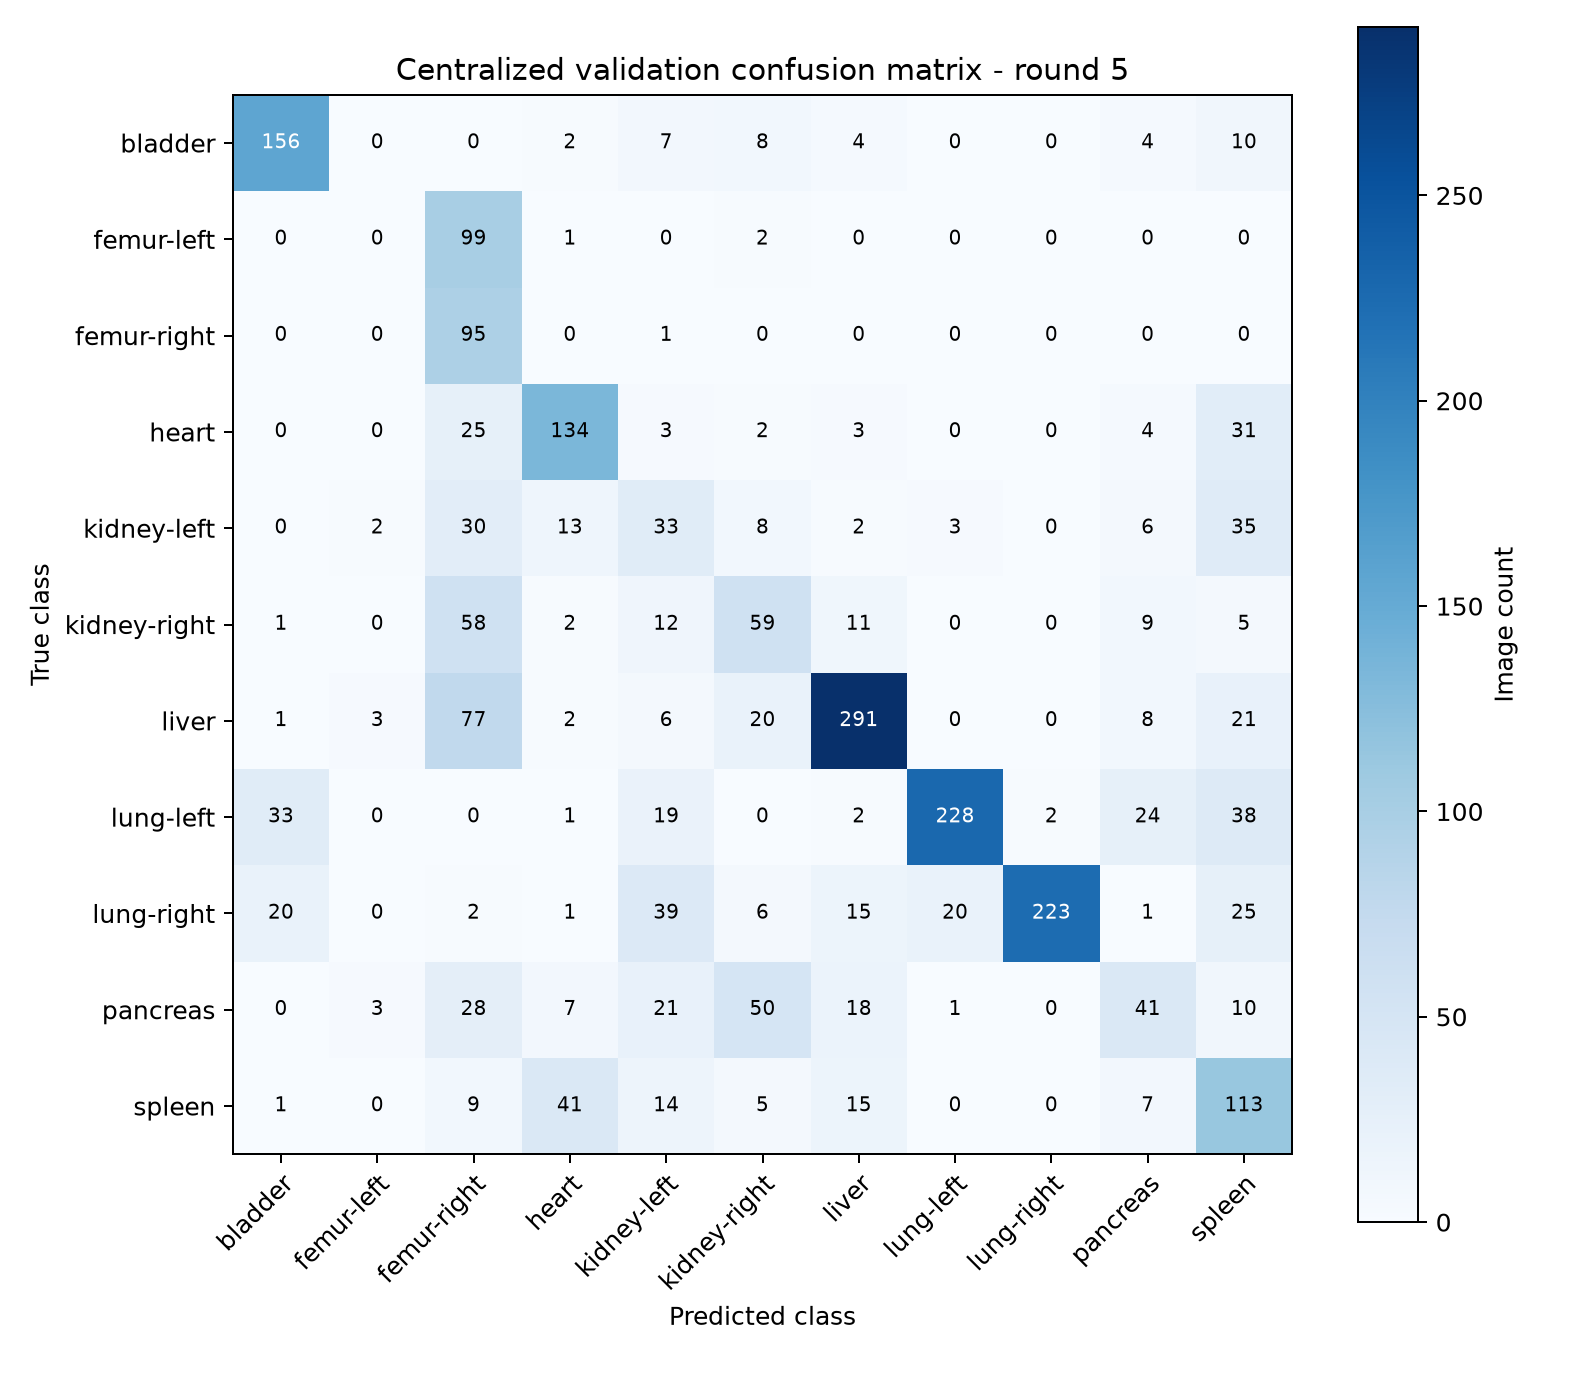 Centralized validation confusion matrix - round 5
bladder 156 0 0 2 7 8 4 0 0 4 10
femur-left 0 0 99 1 0 2 0 0 0 0 0
femur-right 0 0 95 0 1 0 0 0 0 0 0
heart 0 0 25 134 3 2 3 0 0 4 31
kidney-left 0 2 30 13 33 8 2 3 0 6 35
kidney-right 1 0 58 2 12 59 11 0 0 9 5
liver 1 3 77 2 6 20 291 0 0 8 21
lung-left 33 0 0 1 19 0 2 228 2 24 38
lung-right 20 0 2 1 39 6 15 20 223 1 25
pancreas 0 3 28 7 21 50 18 1 0 41 10
spleen 1 0 9 41 14 5 15 0 0 7 113
bladder femur-left femur-right heart kidney-left kidney-right liver lung-left lung-right pancreas spleen
Predicted class
True class
250
200
150
100
50
0
Image count